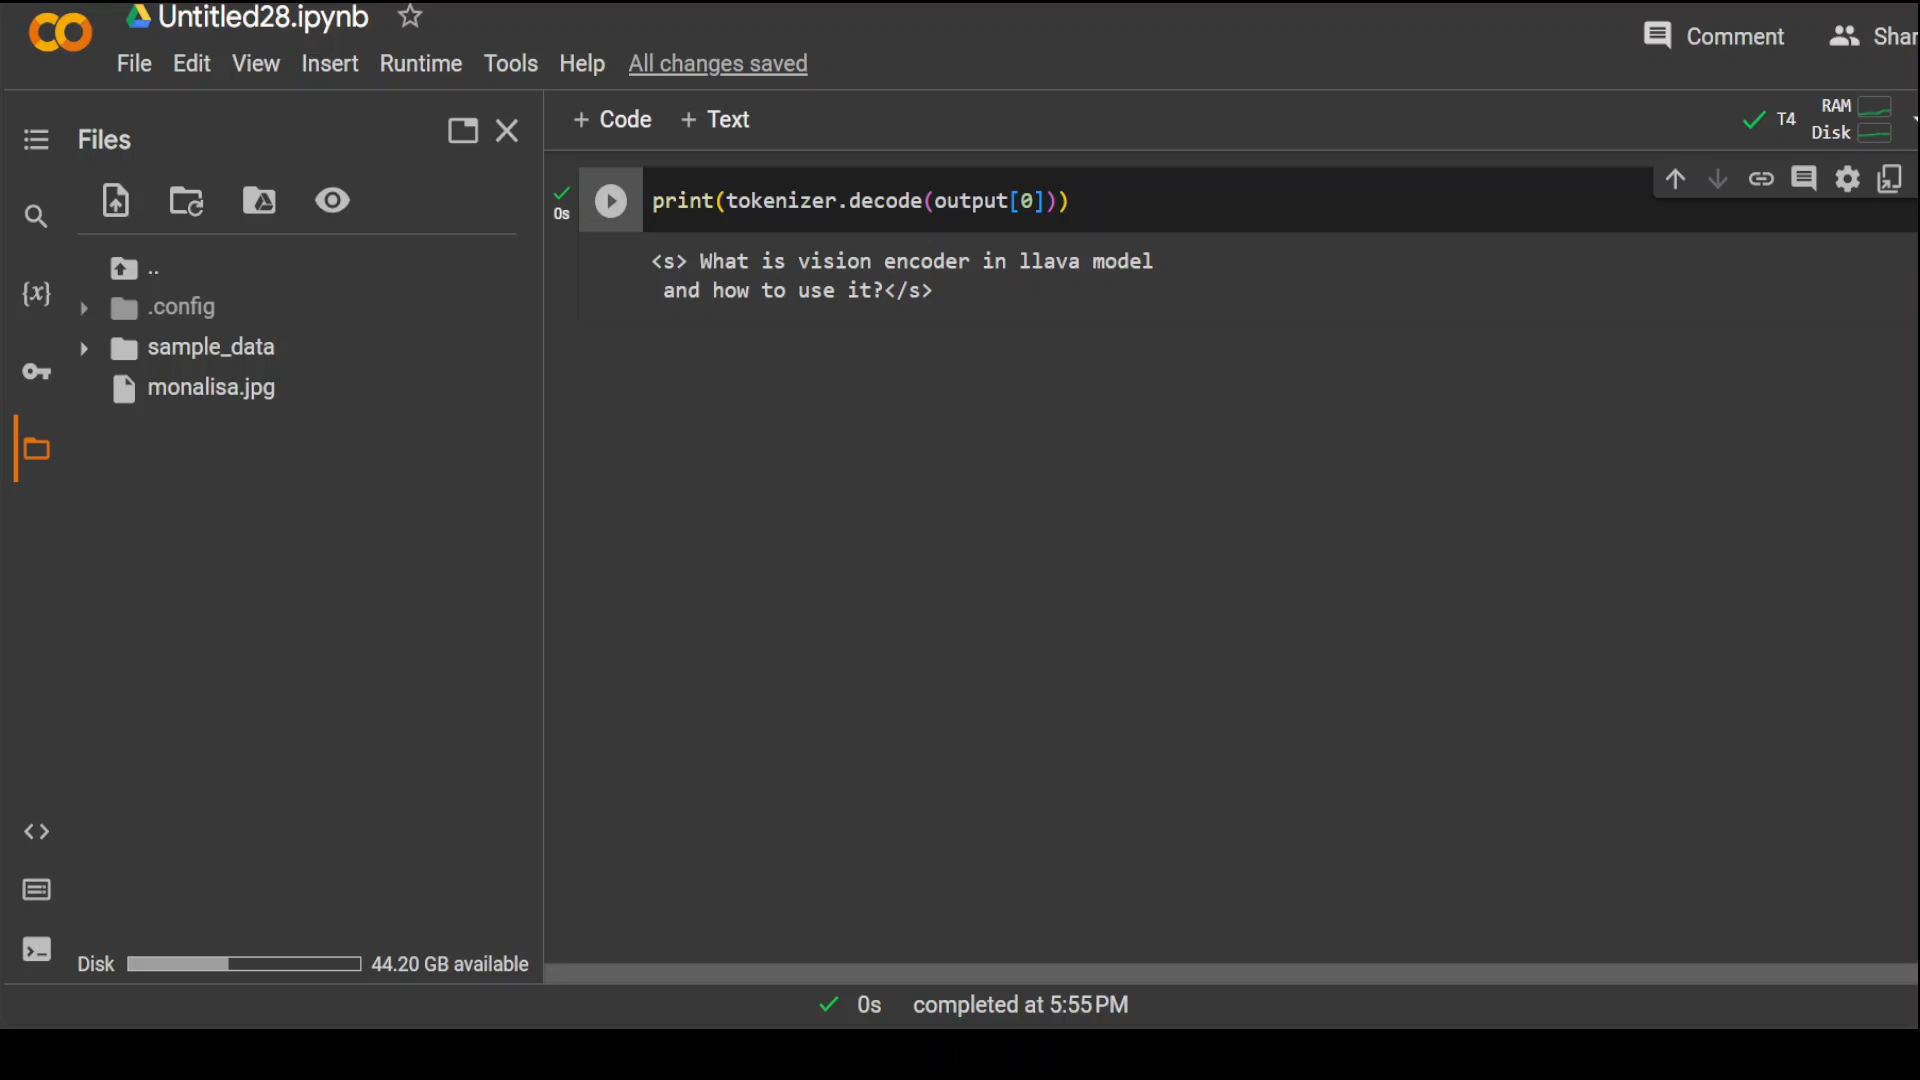 Untitled28.ipynb
File Edit View Insert Runtime Tools Help All changes saved
Comment
Shar
Files
+ Code + Text
T4
RAM
Disk
{x}
..
.config
sample_data
monalisa.jpg
0s
print(tokenizer.decode(output[0]))
<s> What is vision encoder in llava model
and how to use it?</s>
Disk 44.20 GB available
0s completed at 5:55 PM